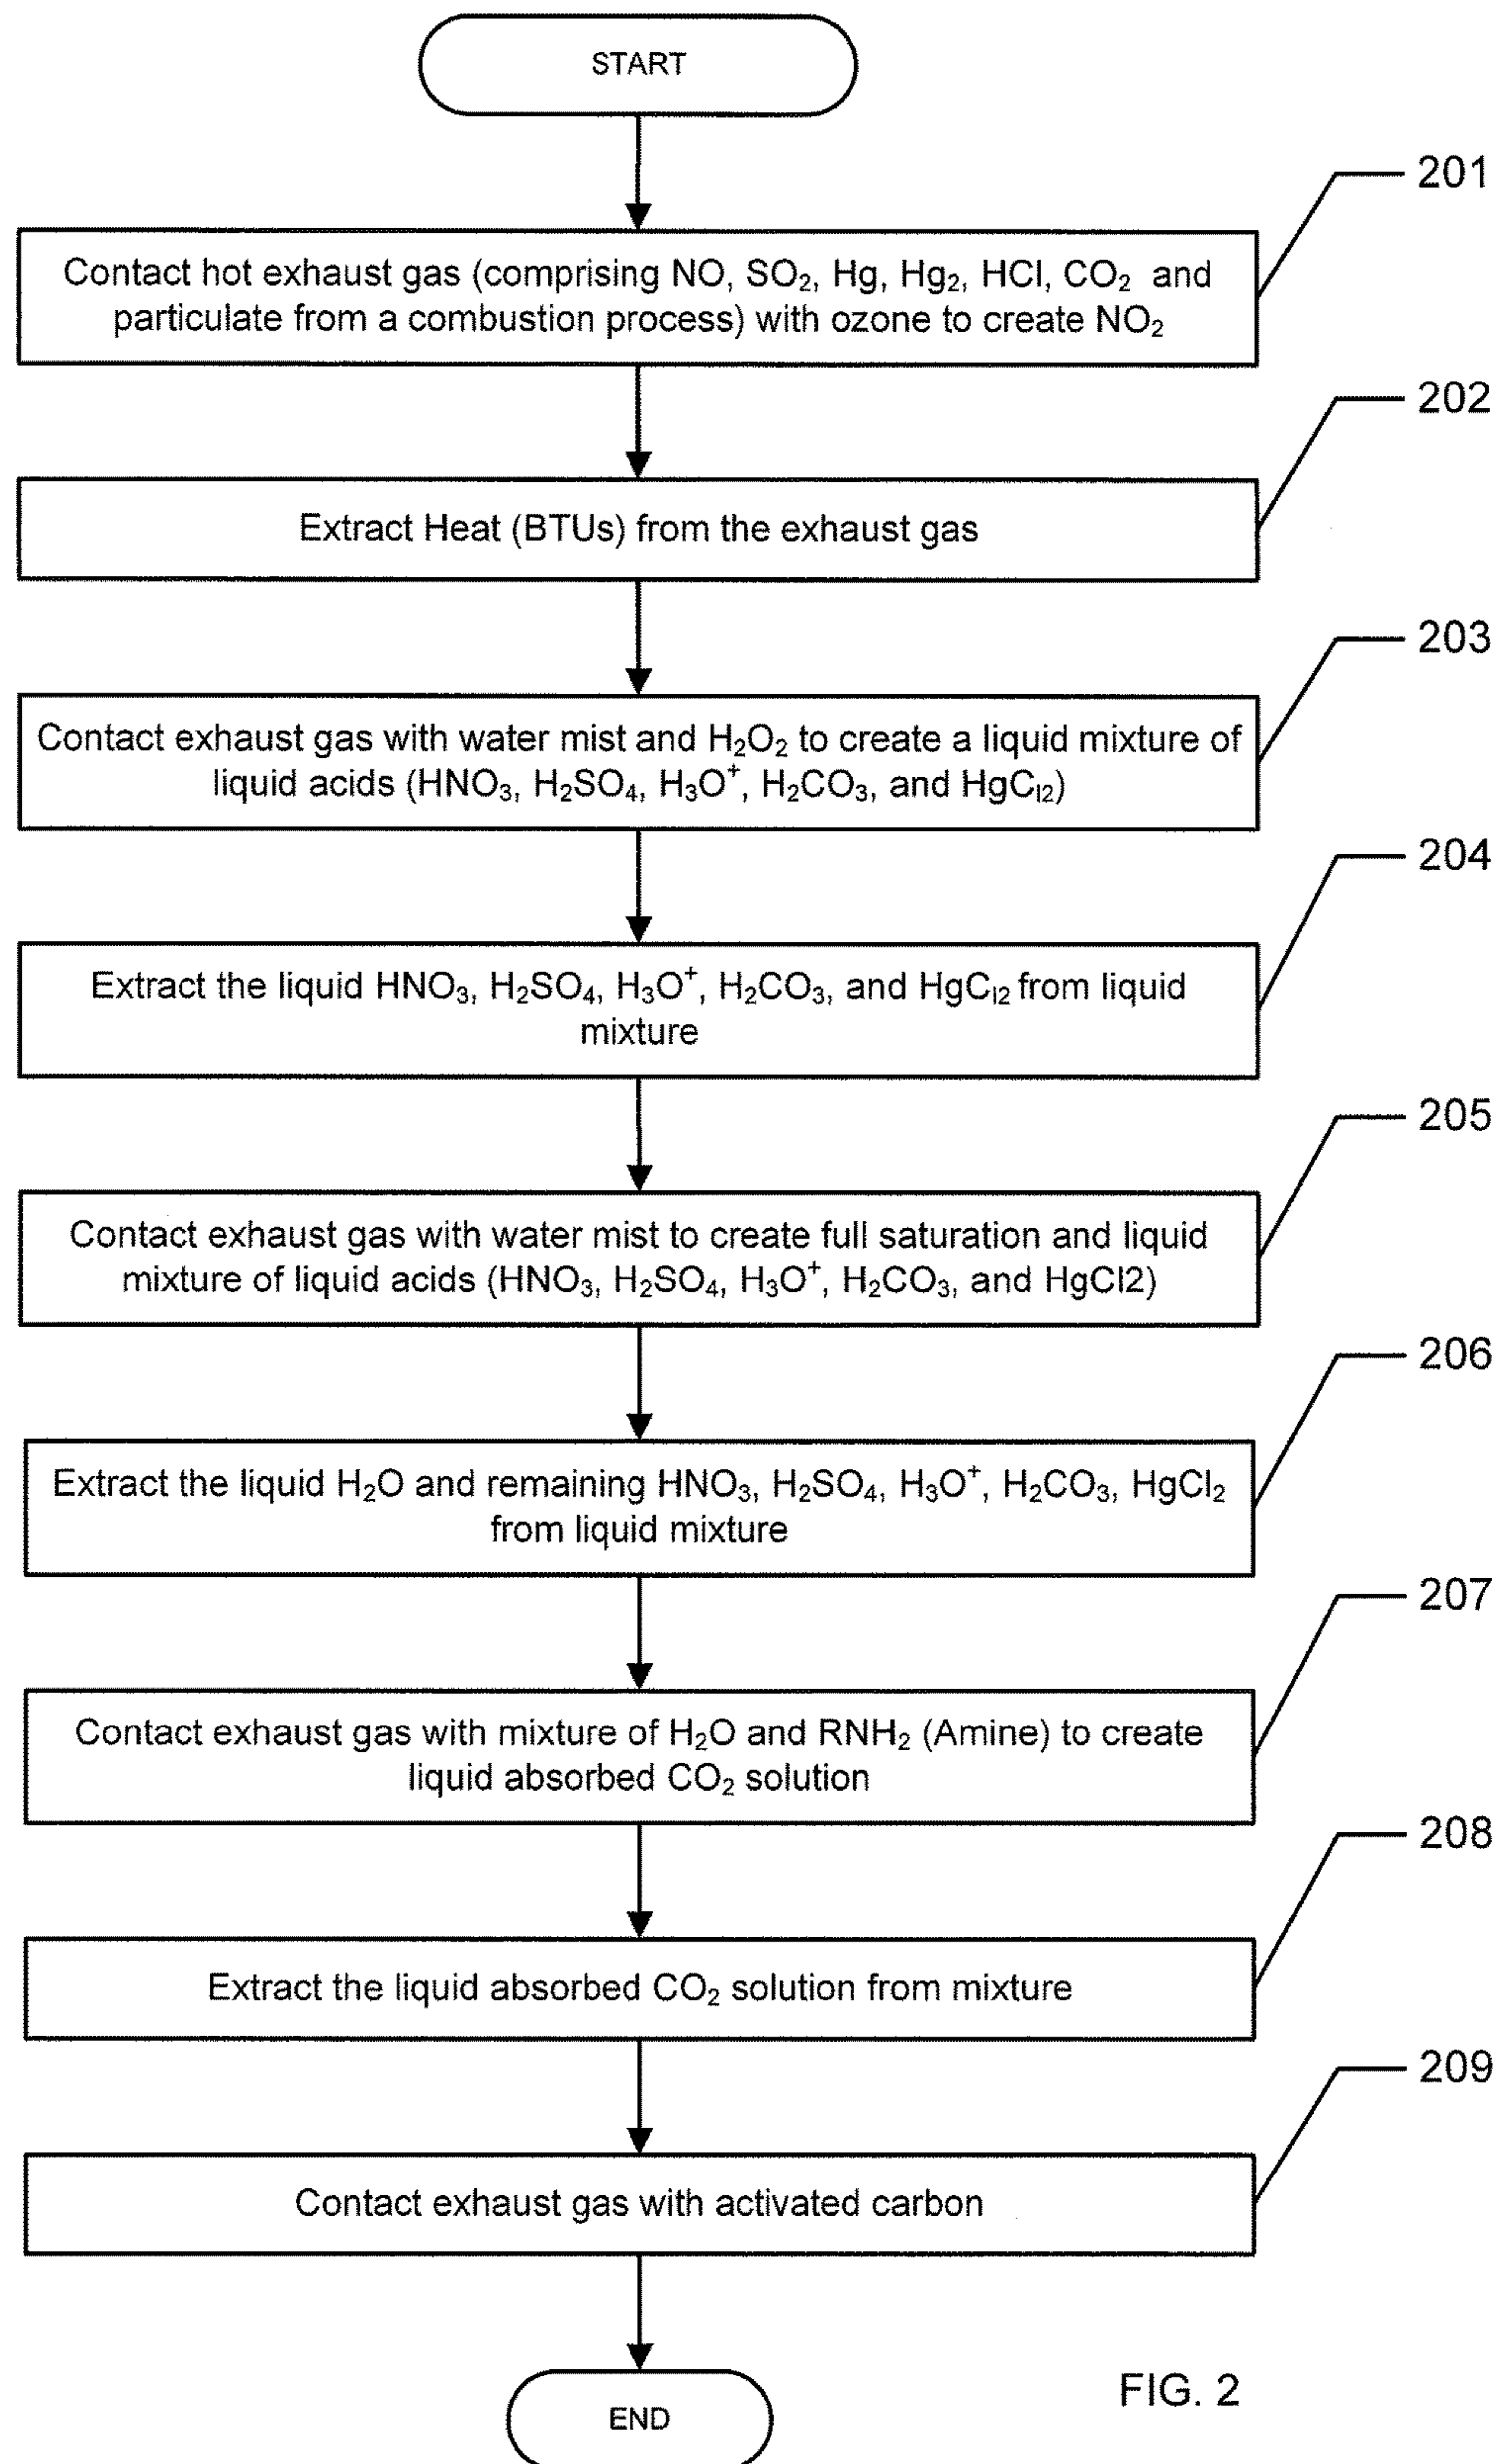 START
201
Contact hot exhaust gas (comprising NO, SO₂, Hg, Hg₂, HCl, CO₂ and
particulate from a combustion process) with ozone to create NO₂
202
Extract Heat (BTUs) from the exhaust gas
203
Contact exhaust gas with water mist and H₂O₂ to create a liquid mixture of
liquid acids (HNO₃, H₂SO₄, H₃O⁺, H₂CO₃, and HgCₗ₂)
204
Extract the liquid HNO₃, H₂SO₄, H₃O⁺, H₂CO₃, and HgCₗ₂ from liquid
mixture
205
Contact exhaust gas with water mist to create full saturation and liquid
mixture of liquid acids (HNO₃, H₂SO₄, H₃O⁺, H₂CO₃, and HgCl2)
206
Extract the liquid H₂O and remaining HNO₃, H₂SO₄, H₃O⁺, H₂CO₃, HgCl₂
from liquid mixture
207
Contact exhaust gas with mixture of H₂O and RNH₂ (Amine) to create
liquid absorbed CO₂ solution
208
Extract the liquid absorbed CO₂ solution from mixture
209
Contact exhaust gas with activated carbon
END
FIG. 2